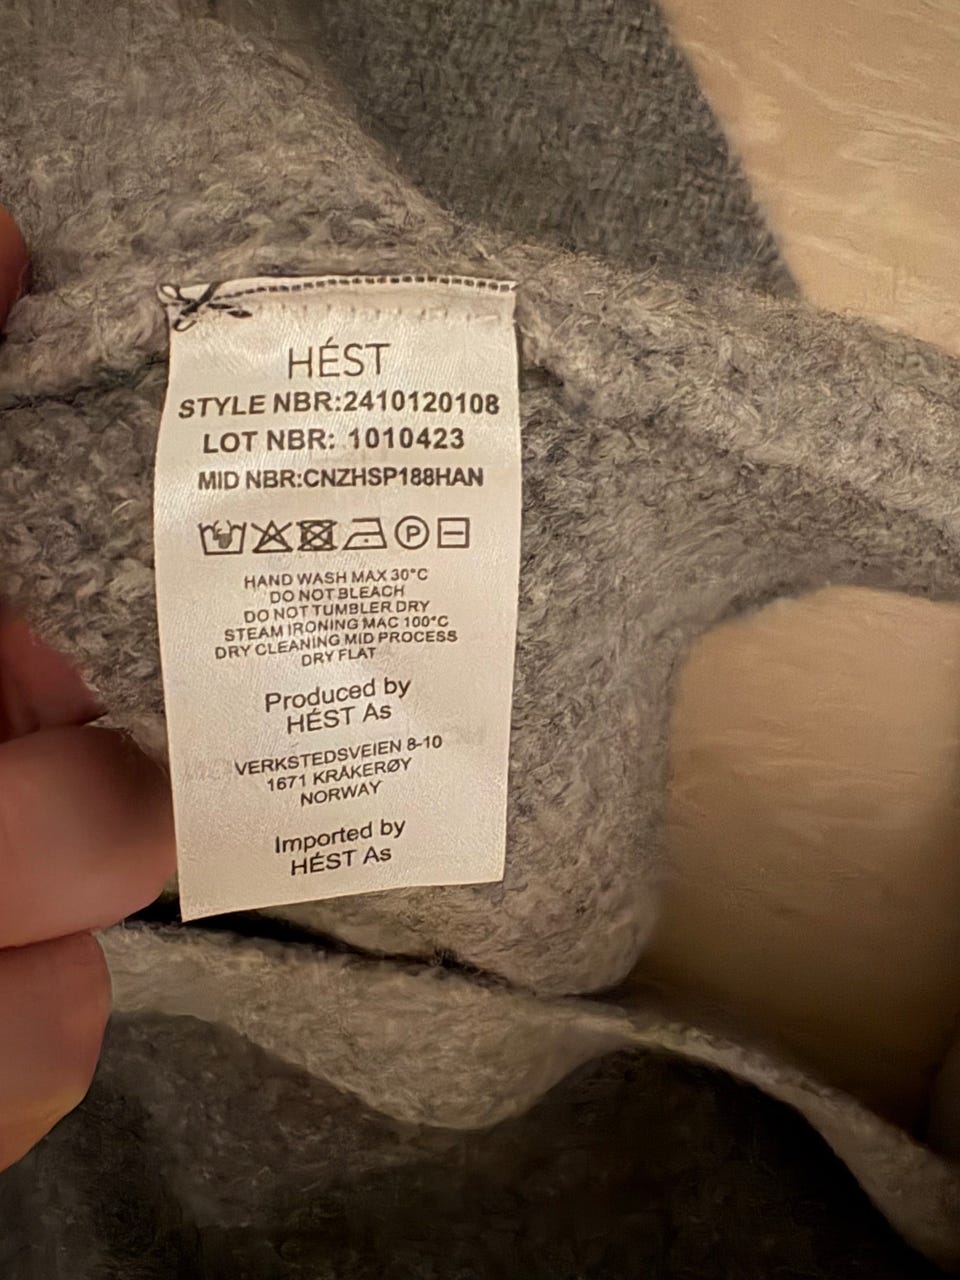 HÉST
STYLE NBR:2410120108
LOT NBR: 1010423
MID NBR:CNZHSP188HAN
P
HAND WASH MAX 30°C
DO NOT BLEACH
DO NOT TUMBLER DRY
STEAM IRONING MAC 100°C
DRY CLEANING MID PROCESS
DRY FLAT
Produced by
HÉST As
VERKSTEDSVEIEN 8-10
1671 KRÅKERØY
NORWAY
Imported by
HÉST As